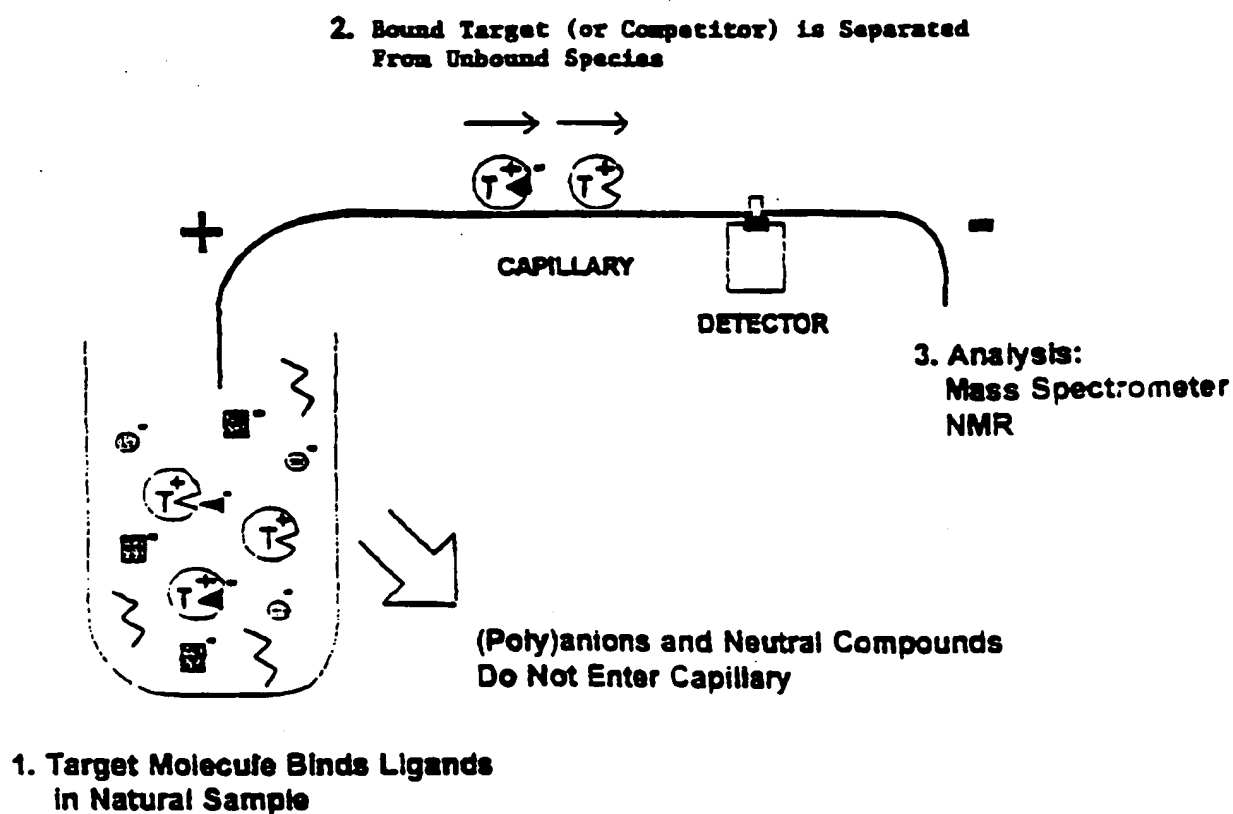 2. Bound Target (or Competitor) is Separated
From Unbound Species
T + -
T +
+
-
CAPILLARY
DETECTOR
3. Analysis:
Mass Spectrometer
NMR
-
-
-
T + -
T +
-
T + -
-
-
(Poly)anions and Neutral Compounds
Do Not Enter Capillary
1. Target Molecule Binds Ligands
in Natural Sample